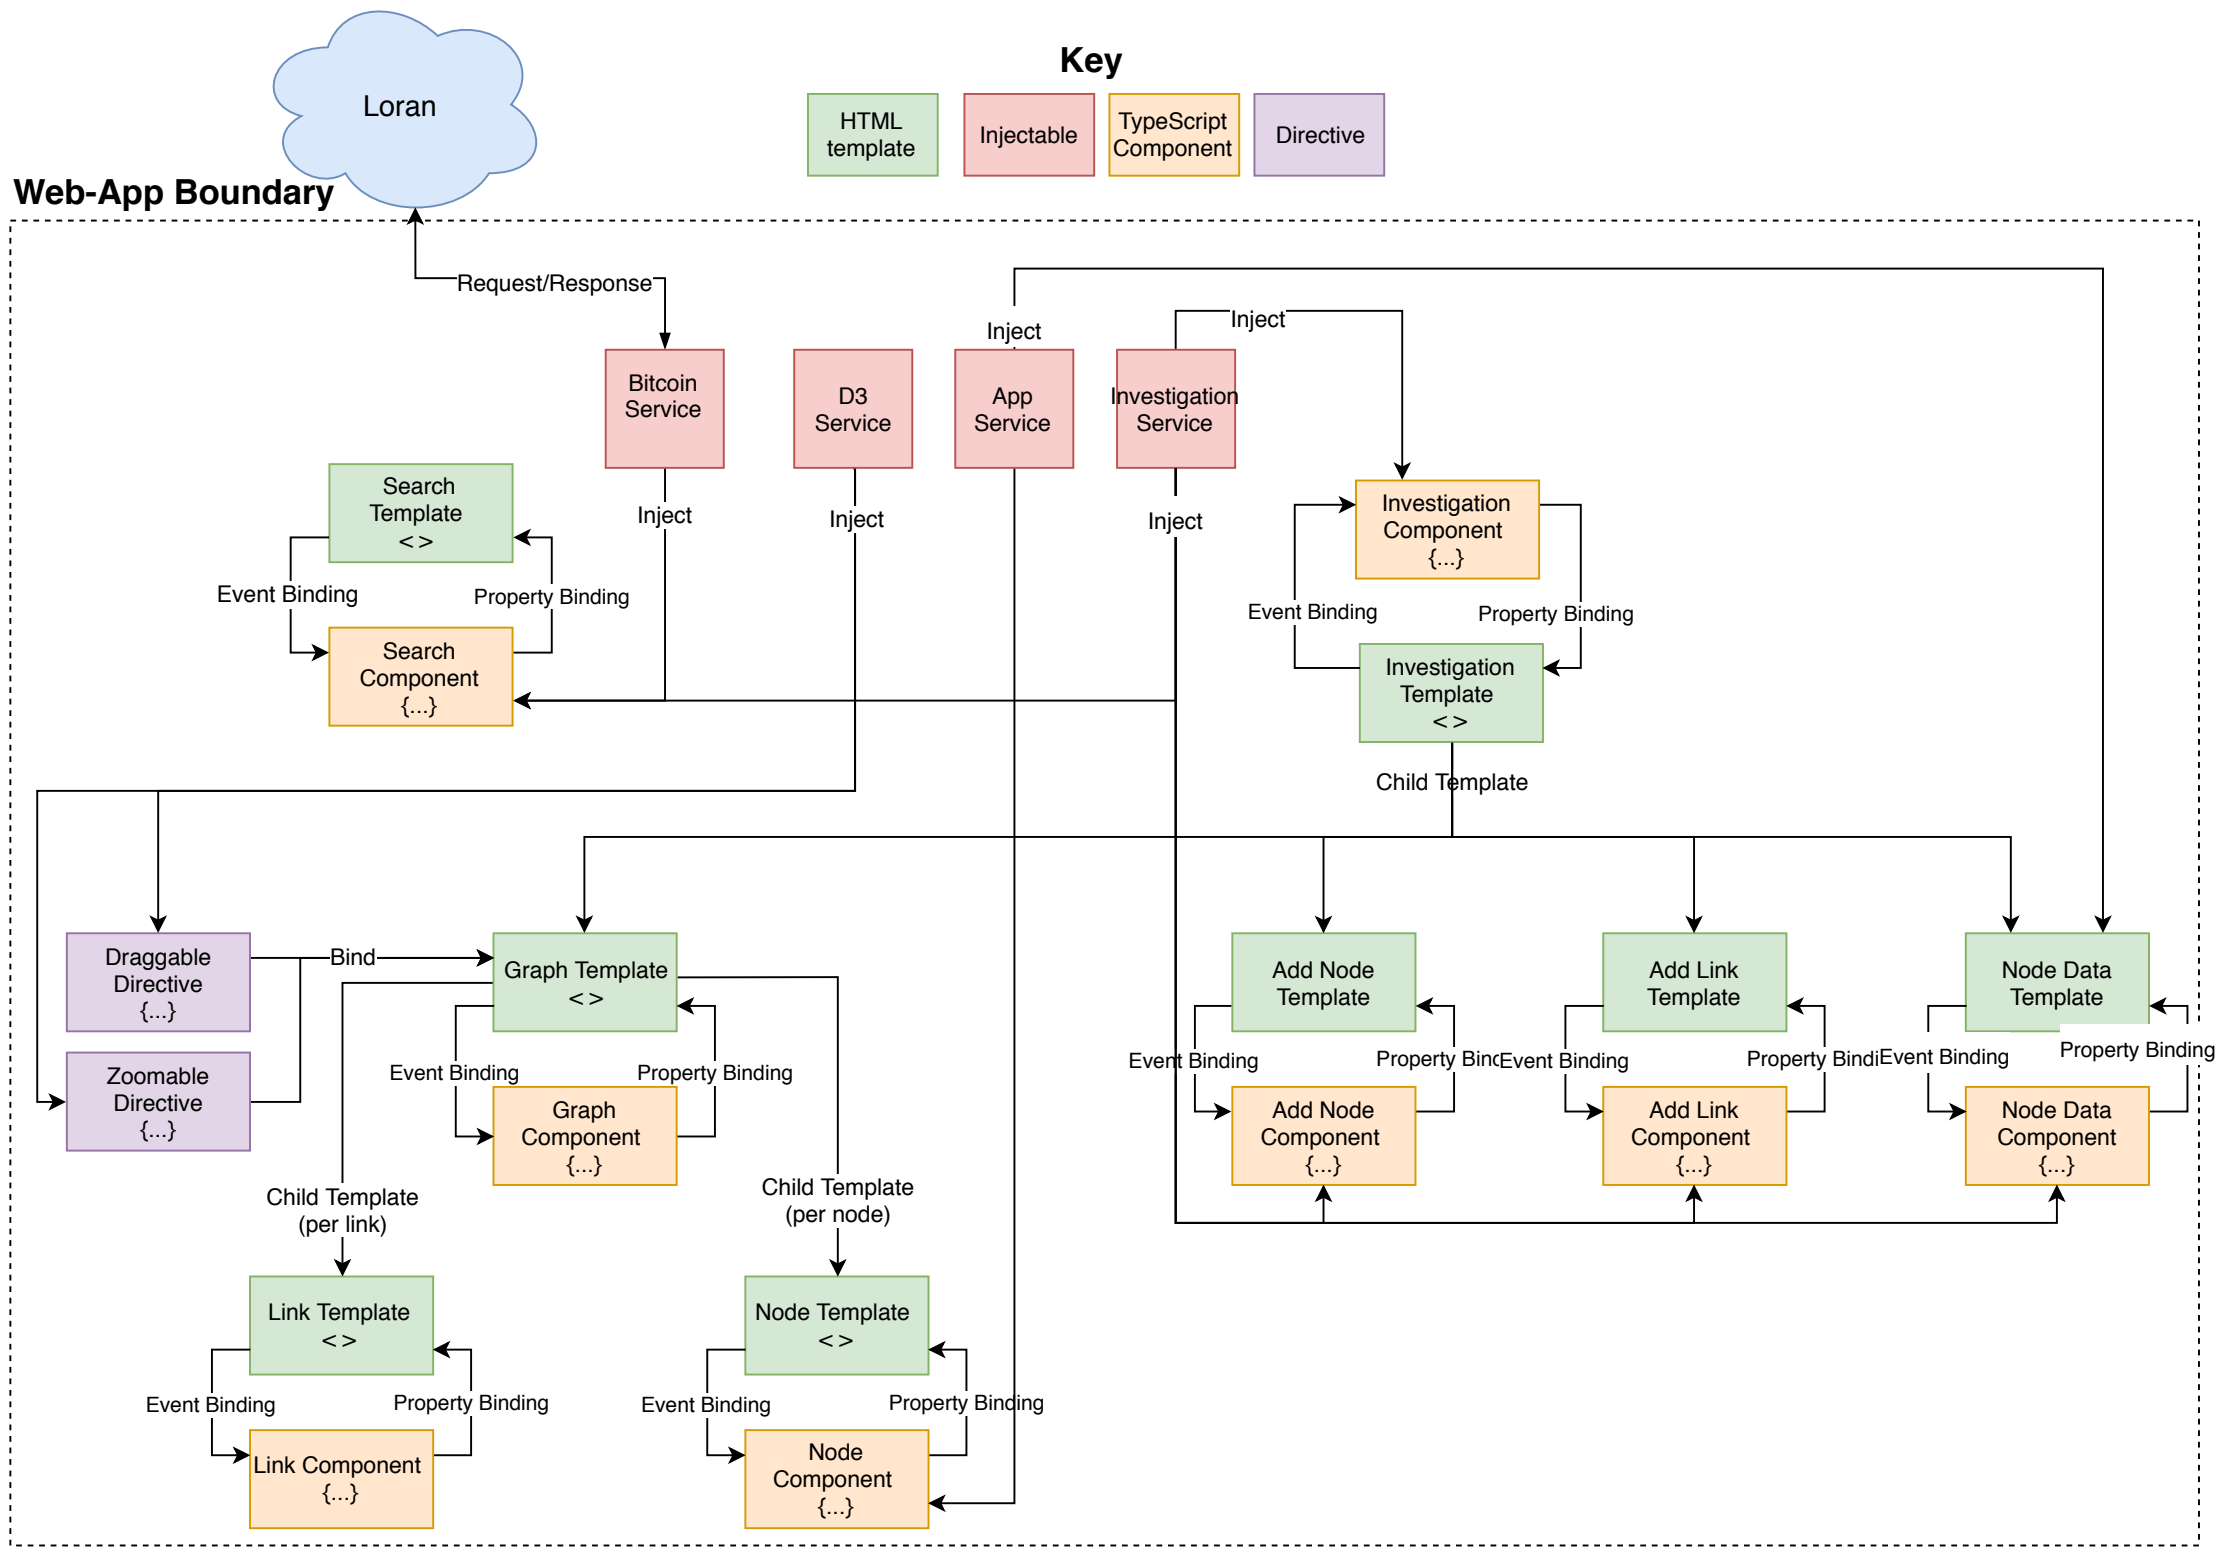 Loran
Key
HTML
template
Injectable
TypeScript
Component
Directive
Web-App Boundary
Request/Response
Inject
Inject
Bitcoin
Service
D3
Service
App
Service
Investigation
Service
Search
Template
<>
Inject
Inject
Inject
Investigation
Component
{...}
Event Binding
Property Binding
Event Binding
Property Binding
Search
Component
{...}
Investigation
Template
<>
Child Template
Draggable
Directive
{...}
Bind
Graph Template
<>
Add Node
Template
Add Link
Template
Node Data
Template
Zoomable
Directive
{...}
Event Binding
Property Binding
Event Binding
Property Binc
Event Binding
Property Bindi
Event Binding
Property Binding
Graph
Component
{...}
Add Node
Component
{...}
Add Link
Component
{...}
Node Data
Component
{...}
Child Template
(per link)
Child Template
(per node)
Link Template
<>
Node Template
<>
Event Binding
Property Binding
Event Binding
Property Binding
Link Component
{...}
Node
Component
{...}